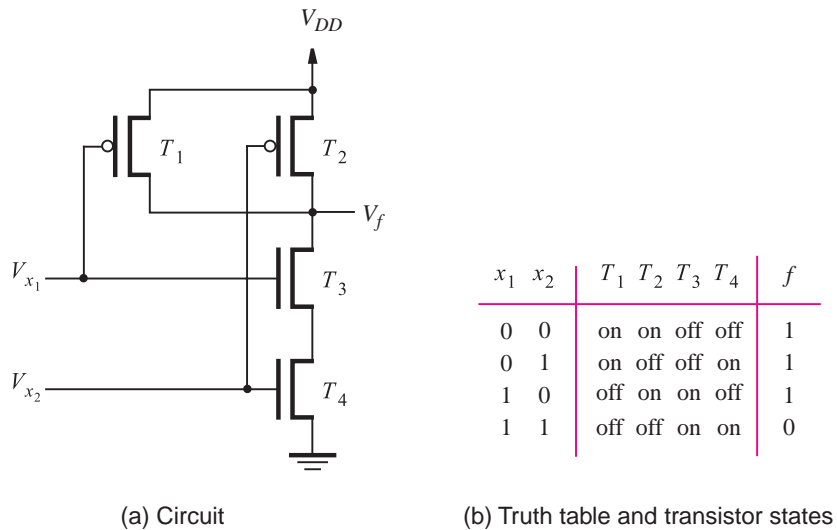 V_DD
T_1
T_2
V_f
V_x_1
T_3
V_x_2
T_4
x_1 x_2 T_1 T_2 T_3 T_4 f
0 0 on on off off 1
0 1 on off off on 1
1 0 off on on off 1
1 1 off off on on 0
(a) Circuit
(b) Truth table and transistor states